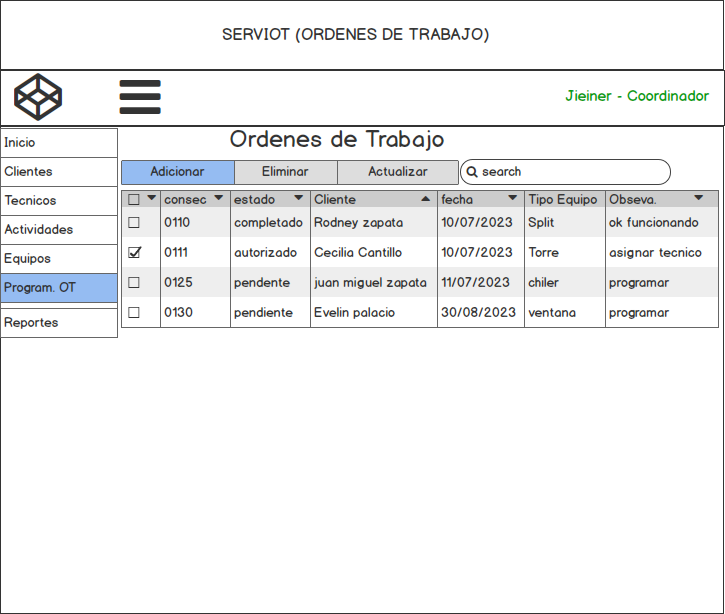 SERVIOT (ORDENES DE TRABAJO)
Jieiner - Coordinador
Inicio
Clientes
Tecnicos
Actividades
Equipos
Program. OT
Reportes
Ordenes de Trabajo
Adicionar Eliminar Actualizar search
consec estado Cliente fecha Tipo Equipo Obseva.
0110 completado Rodney zapata 10/07/2023 Split ok funcionando
0111 autorizado Cecilia Cantillo 10/07/2023 Torre asignar tecnico
0125 pendente juan miguel zapata 11/07/2023 chiler programar
0130 pendiente Evelin palacio 30/08/2023 ventana programar